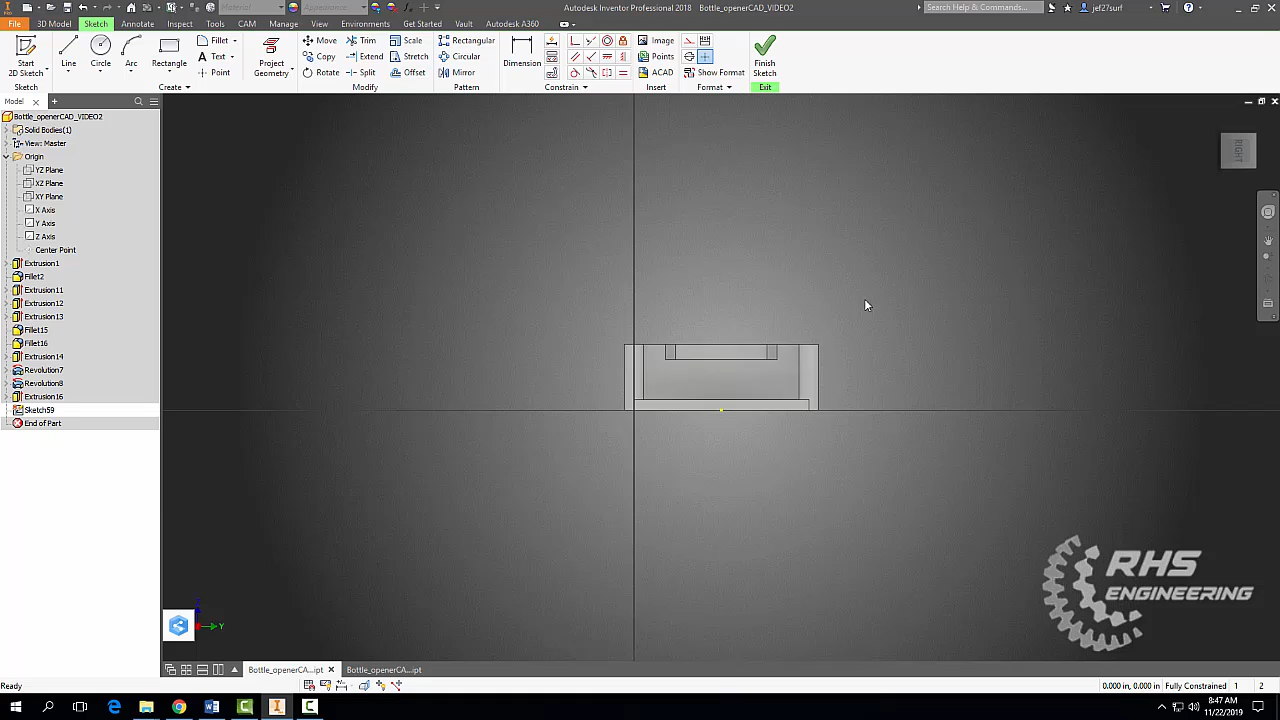 Autodesk Inventor Professional 2018 Bottle_openerCAD_VIDEO2
Search Help & Commands...
jef27surf
File 3D Model Sketch Annotate Inspect Tools CAM Manage View Environments Get Started Vault Autodesk A360
Start
2D Sketch
Line
Circle
Arc
Rectangle
Fillet
Text
Point
Project
Geometry
Move
Copy
Rotate
Trim
Extend
Split
Scale
Stretch
Offset
Rectangular
Circular
Mirror
Dimension
Image
Points
ACAD
Show Format
Finish
Sketch
Sketch Create Modify Pattern Constrain Insert Format Exit
Model
Bottle_openerCAD_VIDEO2
Solid Bodies(1)
View: Master
Origin
YZ Plane
XZ Plane
XY Plane
X Axis
Y Axis
Z Axis
Center Point
Extrusion1
Fillet2
Extrusion11
Extrusion12
Extrusion13
Fillet15
Fillet16
Extrusion14
Revolution7
Revolution8
Extrusion16
Sketch59
End of Part
RIGHT
Y
RHS
ENGINEERING
Bottle_openerCA...ipt
Bottle_openerCA...ipt
Ready
0.000 in, 0.000 in Fully Constrained 1 2
8:47 AM
11/22/2019